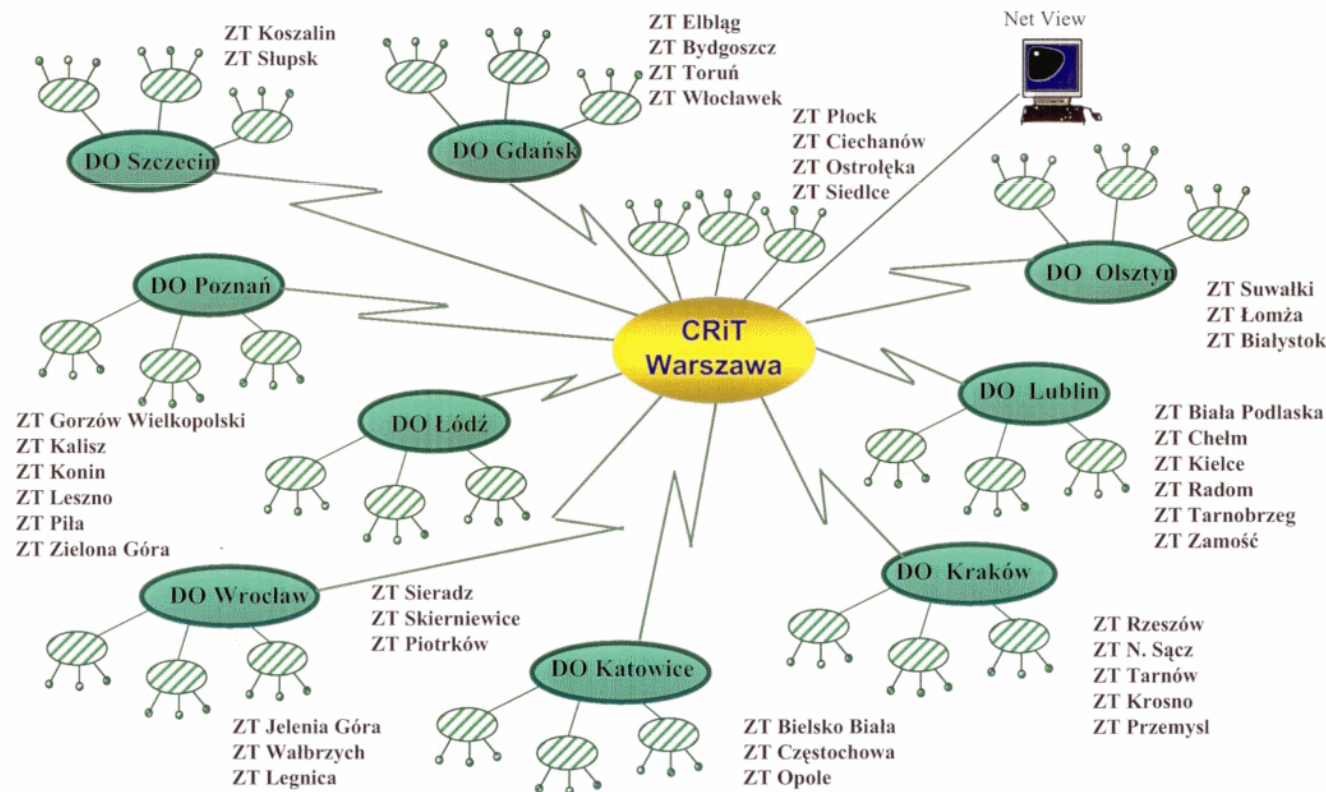 Net View
ZT Koszalin
ZT Słupsk
ZT Elbląg
ZT Bydgoszcz
ZT Toruń
ZT Włocławek
ZT Płock
ZT Ciechanów
ZT Ostrołęka
ZT Siedlce
DO Szczecin
DO Gdańsk
DO Olsztyn
ZT Suwałki
ZT Łomża
ZT Białystok
DO Poznań
CRiT
Warszawa
ZT Gorzów Wielkopolski
ZT Kalisz
ZT Konin
ZT Leszno
ZT Piła
ZT Zielona Góra
DO Łódź
DO Lublin
ZT Biała Podlaska
ZT Chełm
ZT Kielce
ZT Radom
ZT Tarnobrzeg
ZT Zamość
DO Wrocław
ZT Sieradz
ZT Skierniewice
ZT Piotrków
DO Kraków
ZT Rzeszów
ZT N. Sącz
ZT Tarnów
ZT Krosno
ZT Przemysl
DO Katowice
ZT Jelenia Góra
ZT Wałbrzych
ZT Legnica
ZT Bielsko Biała
ZT Częstochowa
ZT Opole